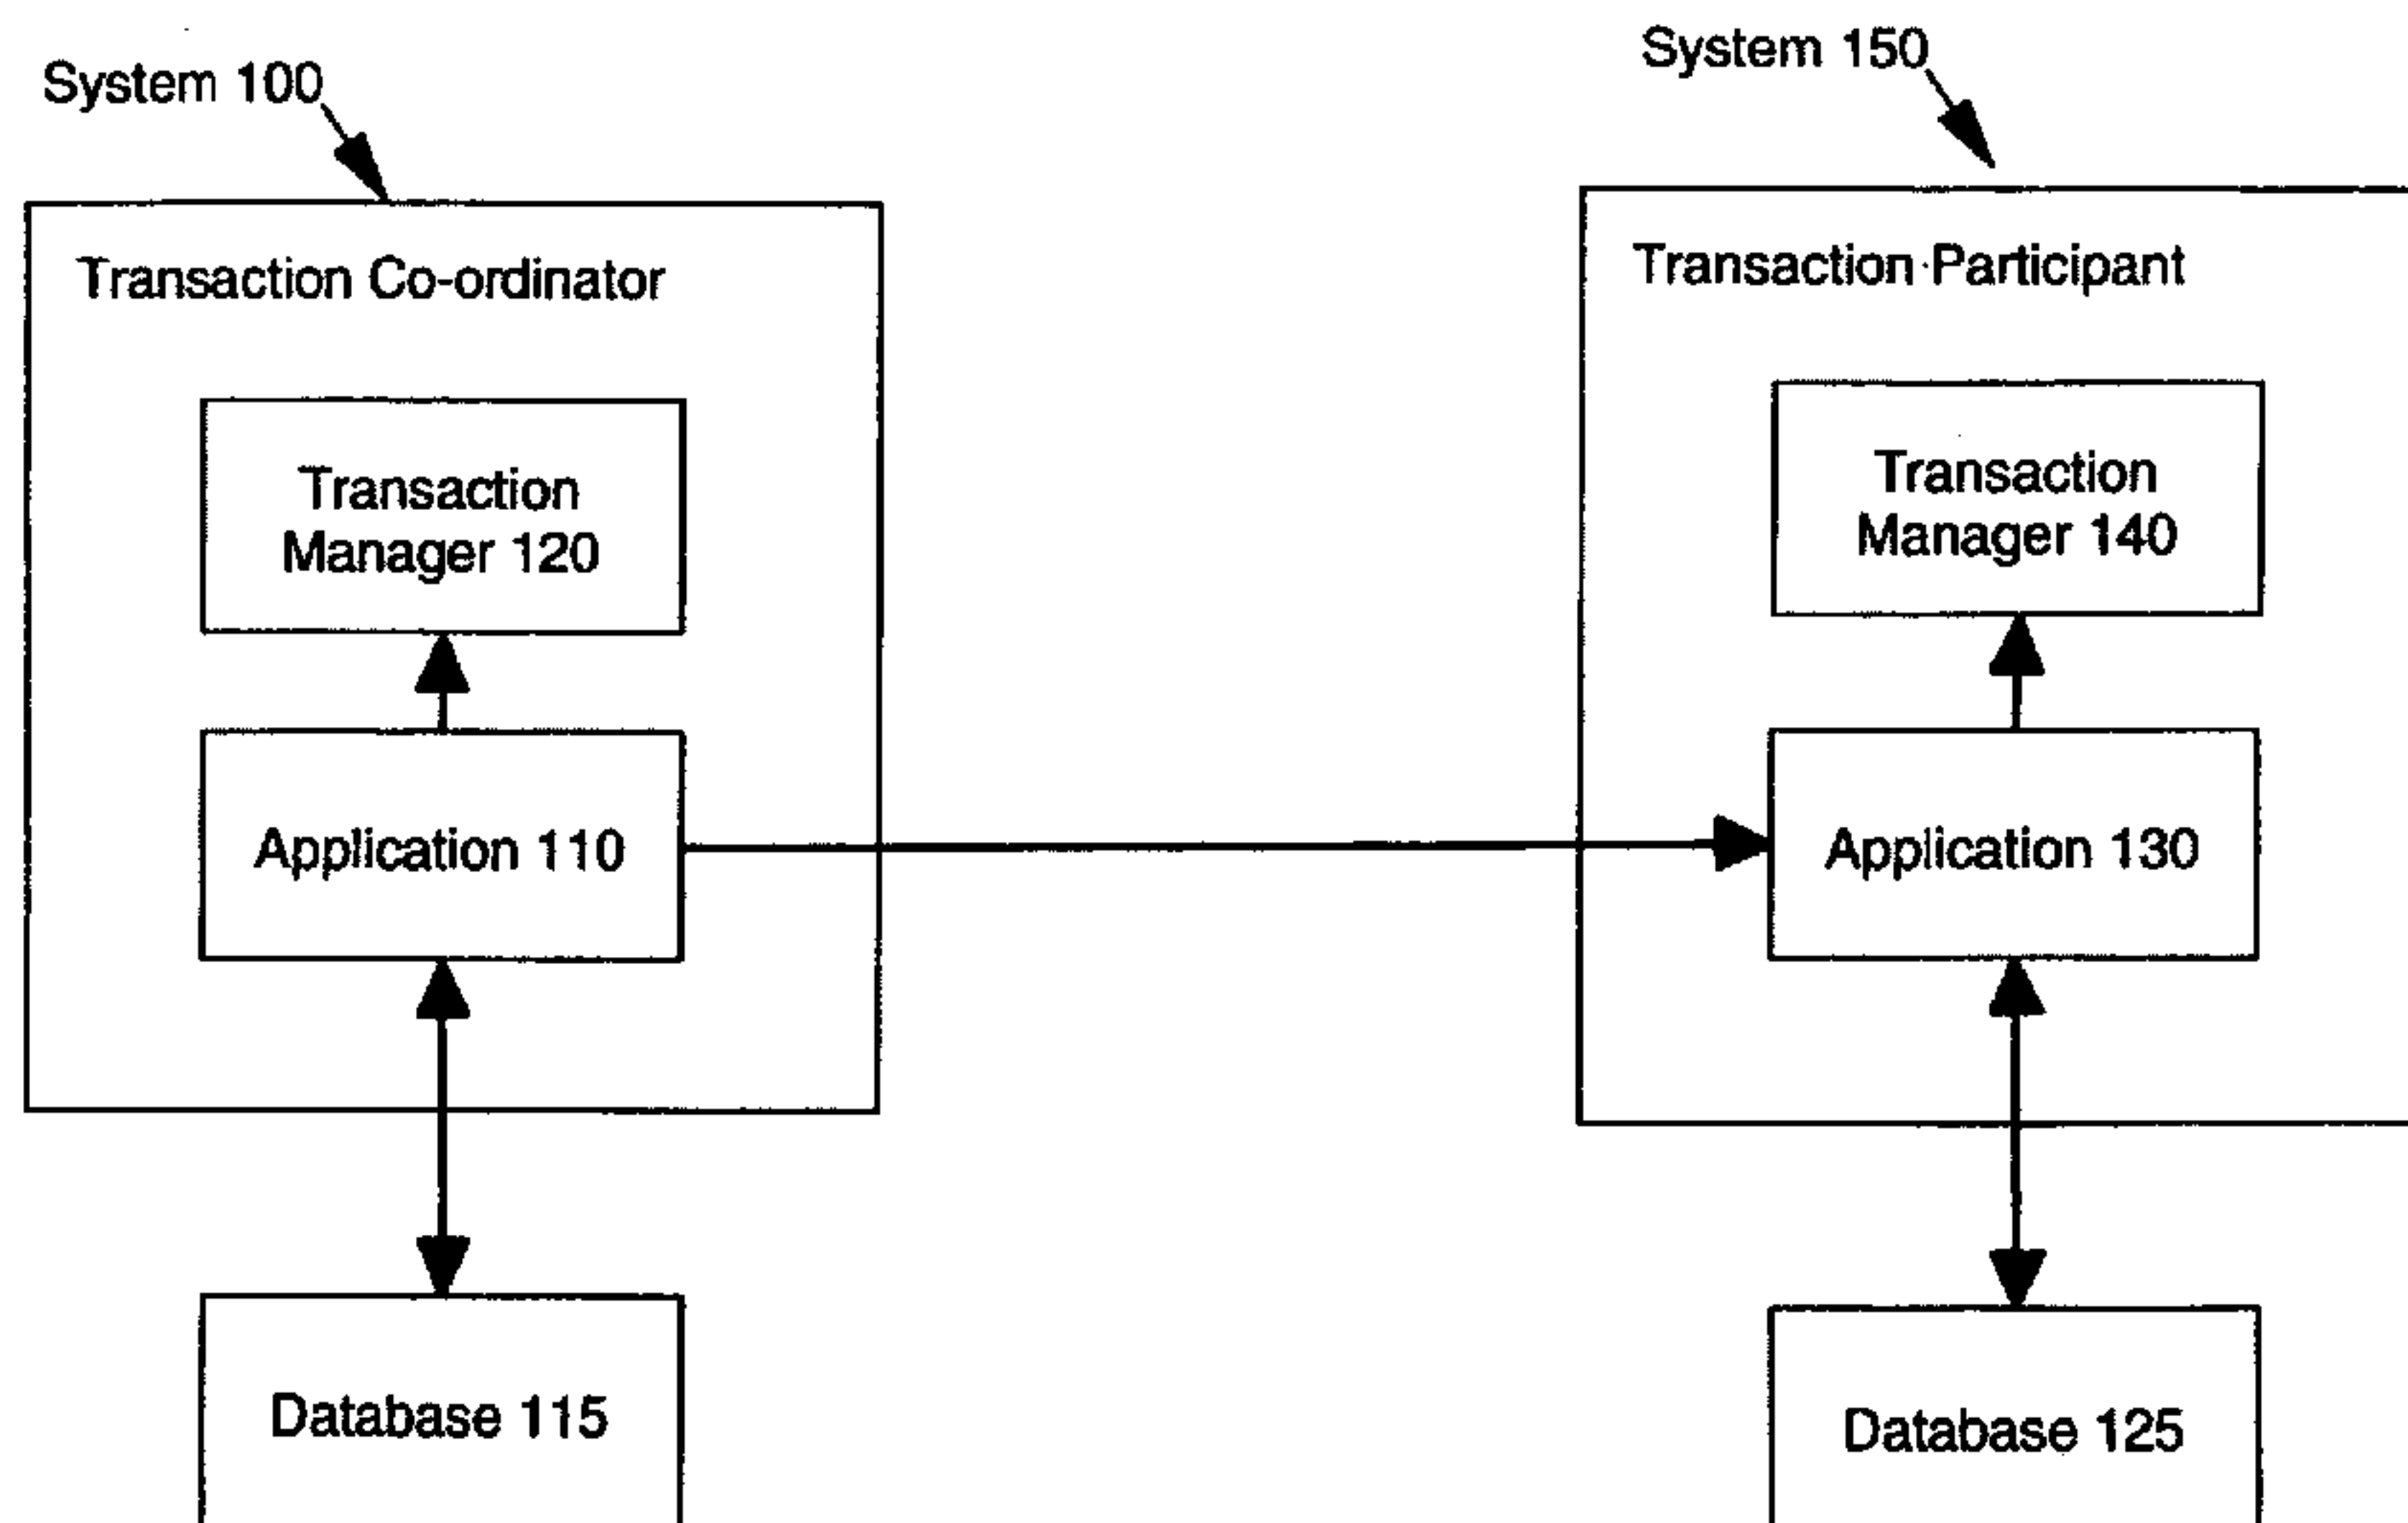 System 100
System 150
Transaction Co-ordinator
Transaction Participant
Transaction
Manager 120
Transaction
Manager 140
Application 110
Application 130
Database 115
Database 125